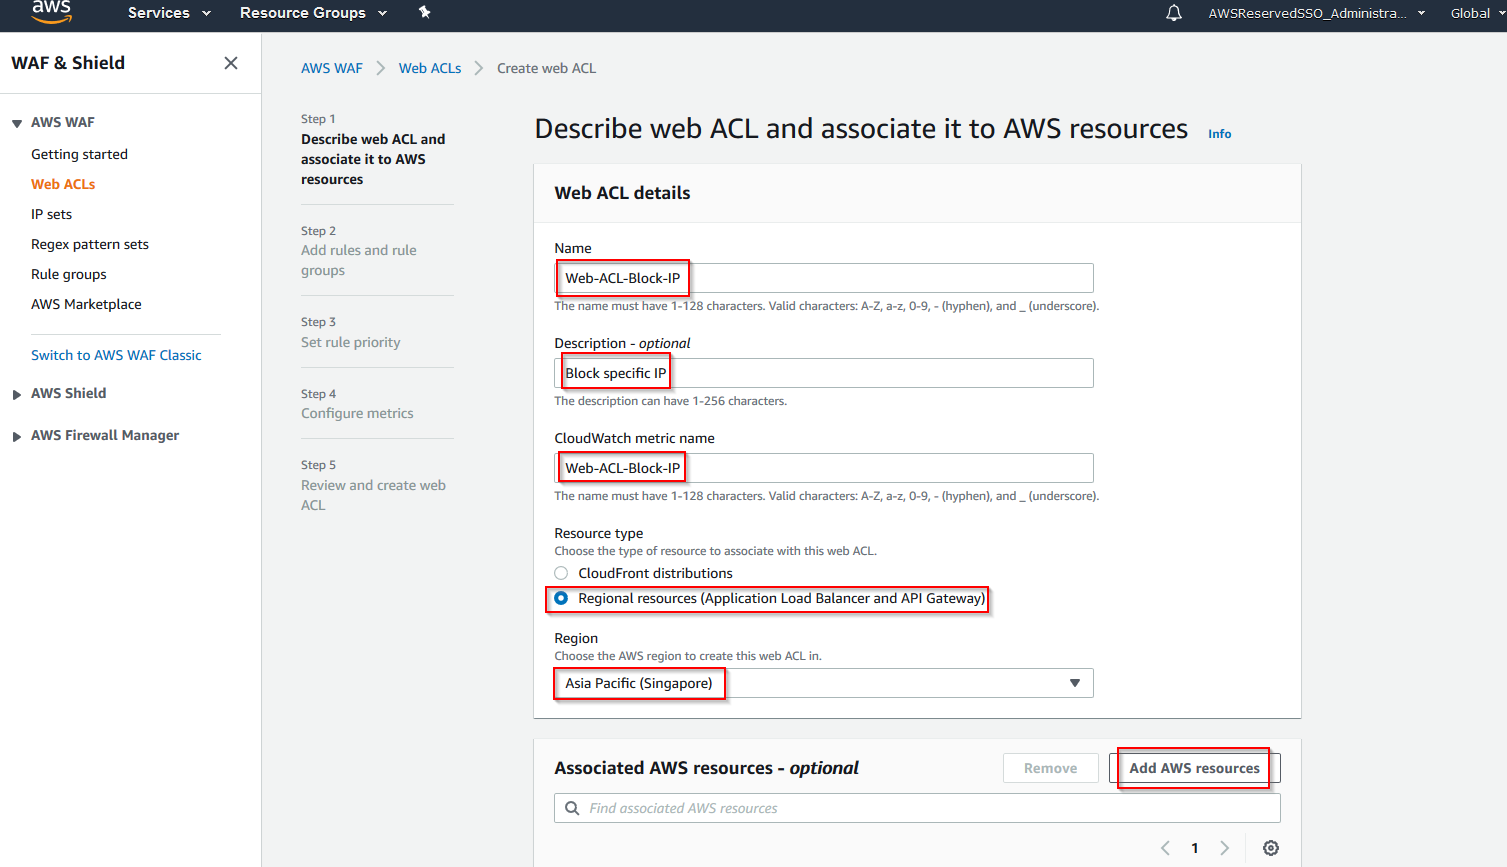 aws
Services
Resource Groups
AWSReservedSSO_Administra...
Global
WAF & Shield
AWS WAF
Getting started
Web ACLs
IP sets
Regex pattern sets
Rule groups
AWS Marketplace
Switch to AWS WAF Classic
AWS Shield
AWS Firewall Manager
AWS WAF
Web ACLs
Create web ACL
Step 1
Describe web ACL and
associate it to AWS
resources
Step 2
Add rules and rule
groups
Step 3
Set rule priority
Step 4
Configure metrics
Step 5
Review and create web
ACL
Describe web ACL and associate it to AWS resources Info
Web ACL details
Name
Web-ACL-Block-IP
The name must have 1-128 characters. Valid characters: A-Z, a-z, 0-9, - (hyphen), and _ (underscore).
Description - optional
Block specific IP
The description can have 1-256 characters.
CloudWatch metric name
Web-ACL-Block-IP
The name must have 1-128 characters. Valid characters: A-Z, a-z, 0-9, - (hyphen), and _ (underscore).
Resource type
Choose the type of resource to associate with this web ACL.
CloudFront distributions
Regional resources (Application Load Balancer and API Gateway)
Region
Choose the AWS region to create this web ACL in.
Asia Pacific (Singapore)
Associated AWS resources - optional
Remove
Add AWS resources
Find associated AWS resources
1